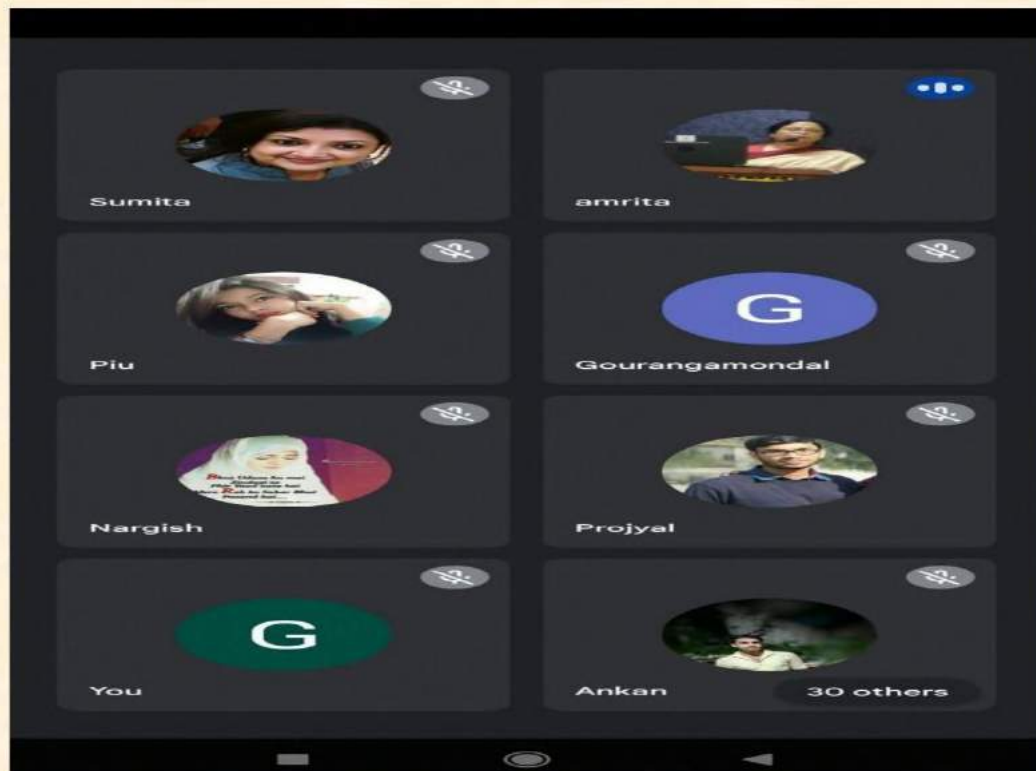 Sumita
amrita
Piu
G
Gourangamondal
Nargish
Projyal
G
You
Ankan
30 others